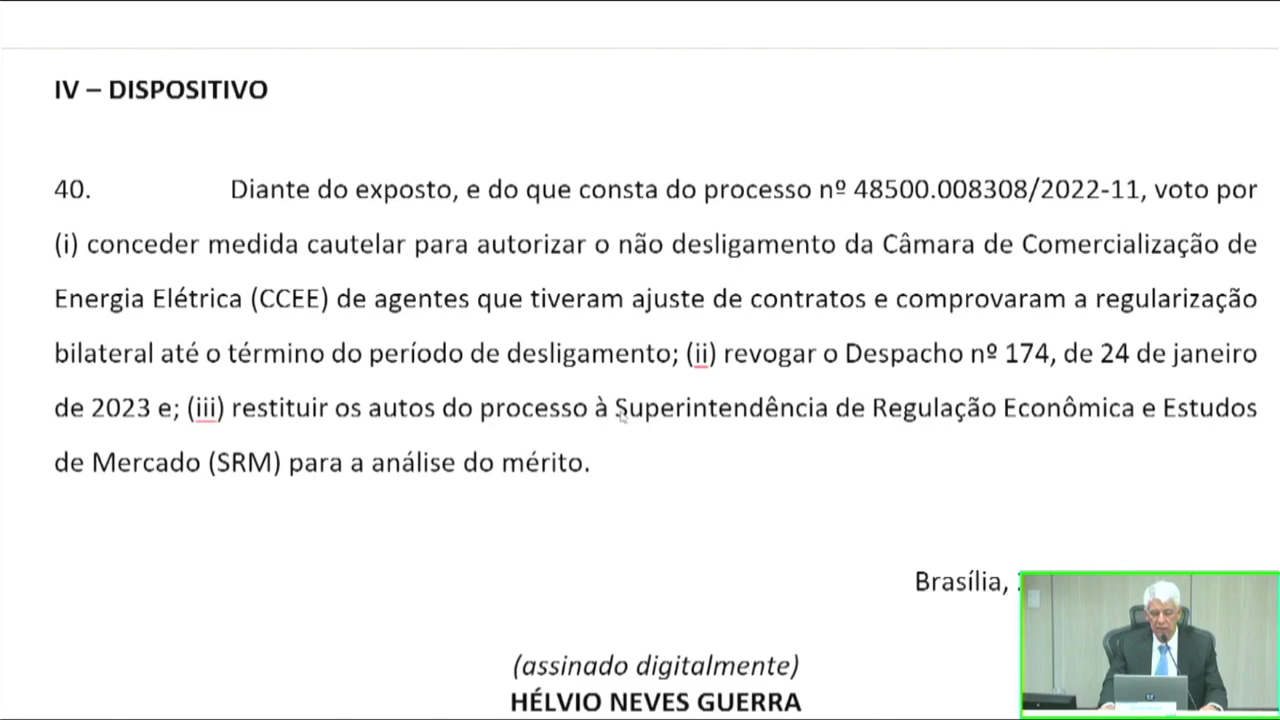 IV – DISPOSITIVO
40. Diante do exposto, e do que consta do processo nº 48500.008308/2022-11, voto por
(i) conceder medida cautelar para autorizar o não desligamento da Câmara de Comercialização de
Energia Elétrica (CCEE) de agentes que tiveram ajuste de contratos e comprovaram a regularização
bilateral até o término do período de desligamento; (ii) revogar o Despacho nº 174, de 24 de janeiro
de 2023 e; (iii) restituir os autos do processo à Superintendência de Regulação Econômica e Estudos
de Mercado (SRM) para a análise do mérito.
Brasília,
(assinado digitalmente)
HÉLVIO NEVES GUERRA